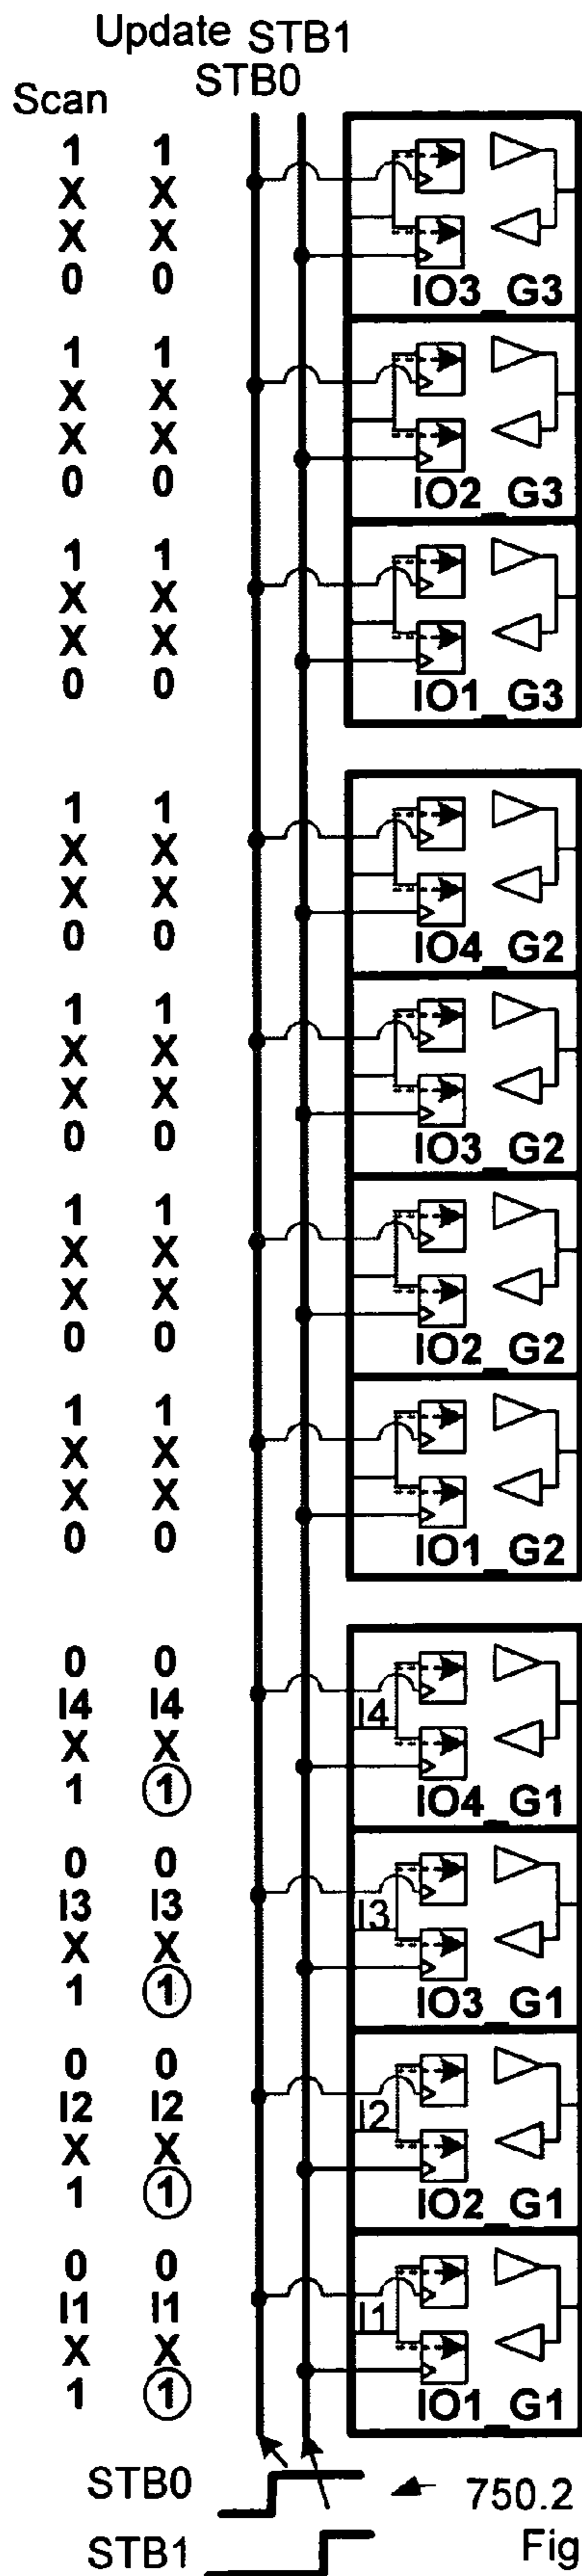 Update STB1
STB0
Scan
1 1
X X
X X
0 0
IO3_G3
1 1
X X
X X
0 0
IO2_G3
1 1
X X
X X
0 0
IO1_G3
1 1
X X
X X
0 0
IO4_G2
1 1
X X
X X
0 0
IO3_G2
1 1
X X
X X
0 0
IO2_G2
1 1
X X
X X
0 0
IO1_G2
0 0
I4 I4 I4
X X
1 1
IO4_G1
0 0
I3 I3 I3
X X
1 1
IO3_G1
0 0
I2 I2 I2
X X
1 1
IO2_G1
0 0
I1 I1 I1
X X
1 1
IO1_G1
STB0 750.2
STB1 Fig